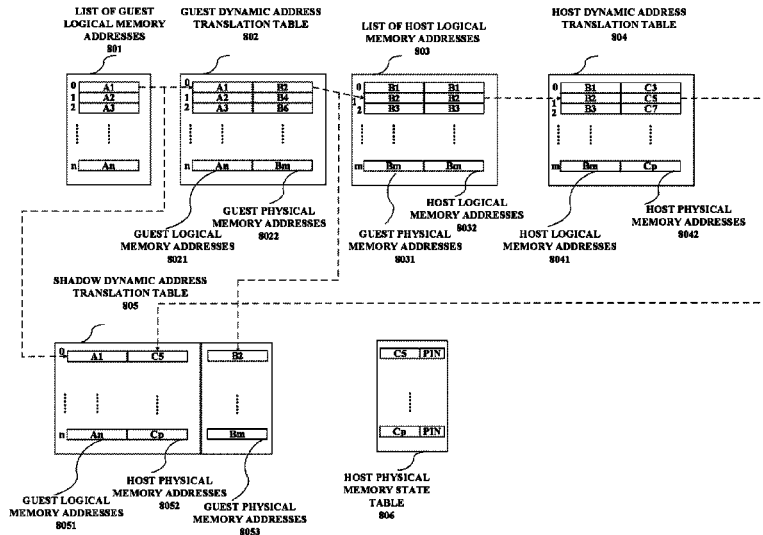 LIST OF GUEST
LOGICAL MEMORY
ADDRESSES
801
GUEST DYNAMIC ADDRESS
TRANSLATION TABLE
802
LIST OF HOST LOGICAL
MEMORY ADDRESSES
803
HOST DYNAMIC ADDRESS
TRANSLATION TABLE
804
0 A1
1 A2
2 A3
n An
0 A1 B2
1 A2 B4
2 A3 B6
n An Bm
0 B1 B1
1 B2 B2
2 B3 B3
m Bm Bm
0 B1 C3
1 B2 C5
2 B3 C7
m Bm Cp
GUEST LOGICAL
MEMORY ADDRESSES
8021
GUEST PHYSICAL
MEMORY ADDRESSES
8022
GUEST PHYSICAL
MEMORY ADDRESSES
8031
HOST LOGICAL
MEMORY ADDRESSES
8032
HOST LOGICAL
MEMORY ADDRESSES
8041
HOST PHYSICAL
MEMORY ADDRESSES
8042
SHADOW DYNAMIC ADDRESS
TRANSLATION TABLE
805
0 A1 C5 B2
n An Cp Bm
GUEST LOGICAL
MEMORY ADDRESSES
8051
HOST PHYSICAL
MEMORY ADDRESSES
8052
GUEST PHYSICAL
MEMORY ADDRESSES
8053
C5 PIN
Cp PIN
HOST PHYSICAL
MEMORY STATE
TABLE
806